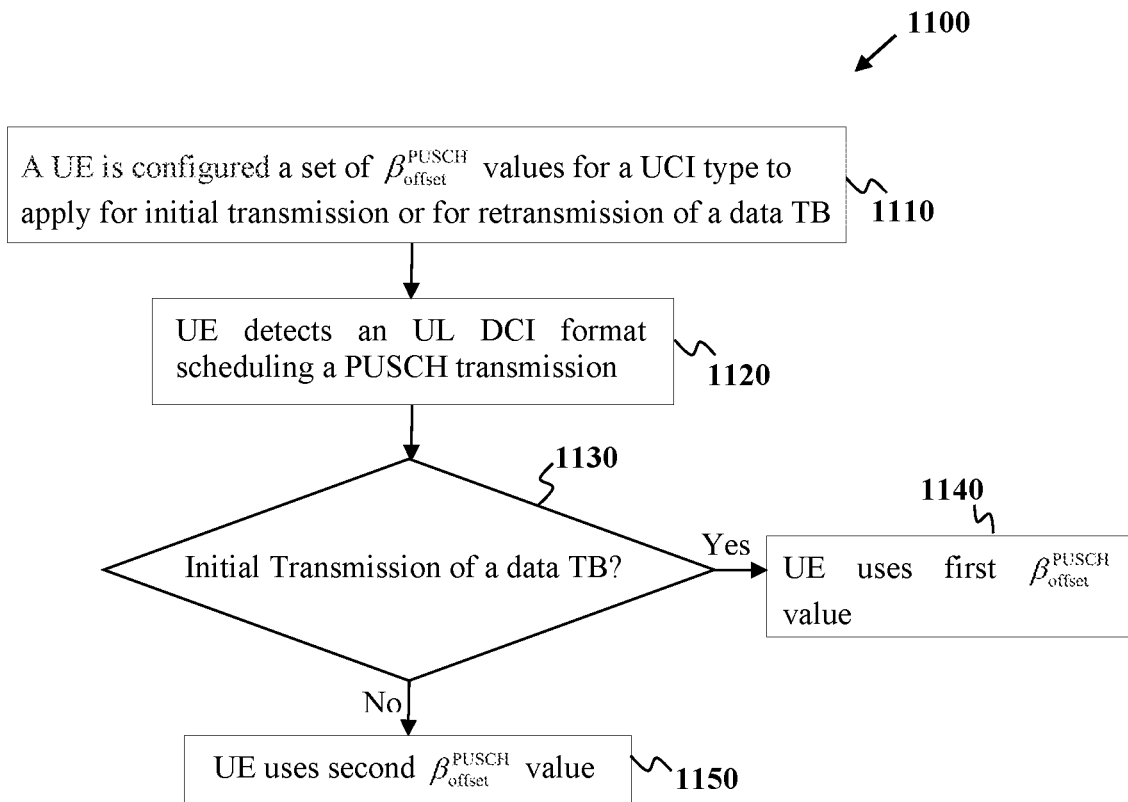 1100
A UE is configured a set of β_offset^PUSCH values for a UCI type to
apply for initial transmission or for retransmission of a data TB
1110
UE detects an UL DCI format
scheduling a PUSCH transmission
1120
1130
Initial Transmission of a data TB?
Yes
1140
UE uses first β_offset^PUSCH
value
No
UE uses second β_offset^PUSCH value
1150